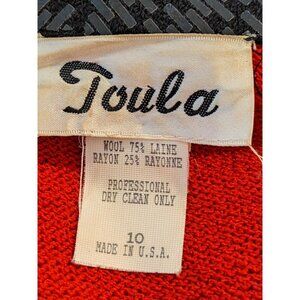 Toula
WOOL 75% LAINE
RAYON 25% RAYONNE
PROFESSIONAL
DRY CLEAN ONLY
10
MADE IN U.S.A.